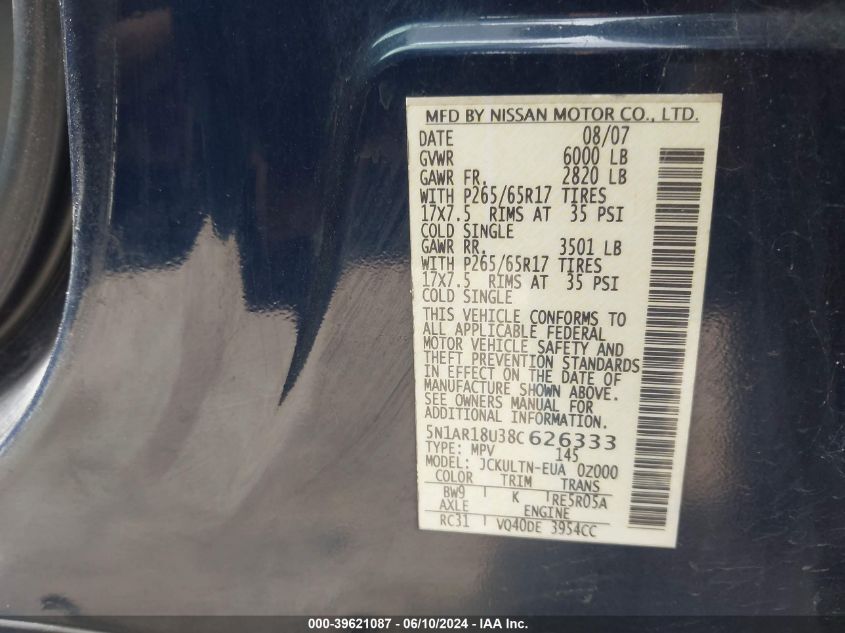 MFD BY NISSAN MOTOR CO., LTD.
DATE 08/07
GVWR 6000 LB
GAWR FR. 2820 LB
WITH P265/65R17 TIRES
17X7.5 RIMS AT 35 PSI
COLD SINGLE
GAWR RR. 3501 LB
WITH P265/65R17 TIRES
17X7.5 RIMS AT 35 PSI
COLD SINGLE
THIS VEHICLE CONFORMS TO
ALL APPLICABLE FEDERAL
MOTOR VEHICLE SAFETY AND
THEFT PREVENTION STANDARDS
IN EFFECT ON THE DATE OF
MANUFACTURE SHOWN ABOVE.
SEE OWNERS MANUAL FOR
ADDITIONAL INFORMATION.
5N1AR18U38C626333
TYPE: MPV 145
MODEL: JCKULTN-EUA 0Z000
COLOR TRIM TRANS
BW9 K RE5R05A
AXLE ENGINE
RC31 VQ40DE 3954CC
000-39621087 - 06/10/2024 - IAA Inc.